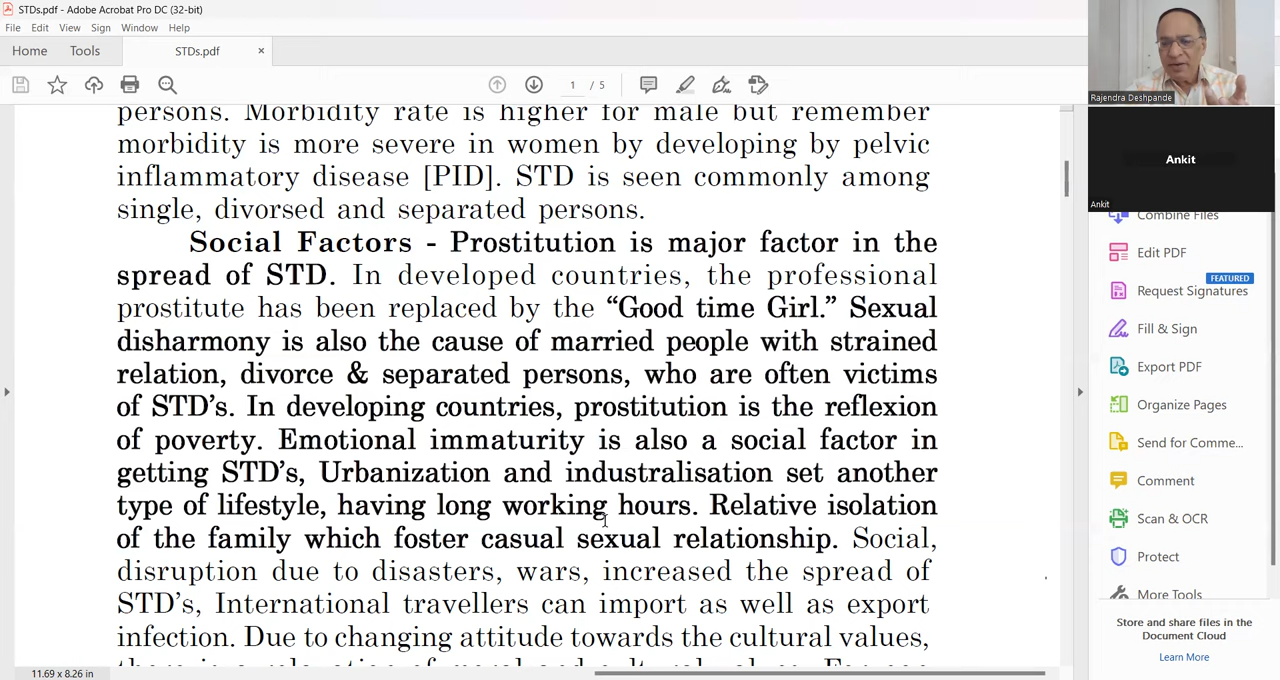 STDs.pdf - Adobe Acrobat Pro DC (32-bit)
File Edit View Sign Window Help
Home Tools STDs.pdf ×
1 / 5
persons. Morbidity rate is higher for male but remember
morbidity is more severe in women by developing by pelvic
inflammatory disease [PID]. STD is seen commonly among
single, divorsed and separated persons.
Social Factors - Prostitution is major factor in the
spread of STD. In developed countries, the professional
prostitute has been replaced by the “Good time Girl.” Sexual
disharmony is also the cause of married people with strained
relation, divorce & separated persons, who are often victims
of STD's. In developing countries, prostitution is the reflexion
of poverty. Emotional immaturity is also a social factor in
getting STD's, Urbanization and industralisation set another
type of lifestyle, having long working hours. Relative isolation
of the family which foster casual sexual relationship. Social,
disruption due to disasters, wars, increased the spread of
STD's, International travellers can import as well as export
infection. Due to changing attitude towards the cultural values,
there is a relaxation of moral and cultural values. For
11.69 x 8.26 in
Rajendra Deshpande
Ankit
Ankit
Combine Files
Edit PDF
FEATURED
Request Signatures
Fill & Sign
Export PDF
Organize Pages
Send for Comme...
Comment
Scan & OCR
Protect
More Tools
Store and share files in the
Document Cloud
Learn More